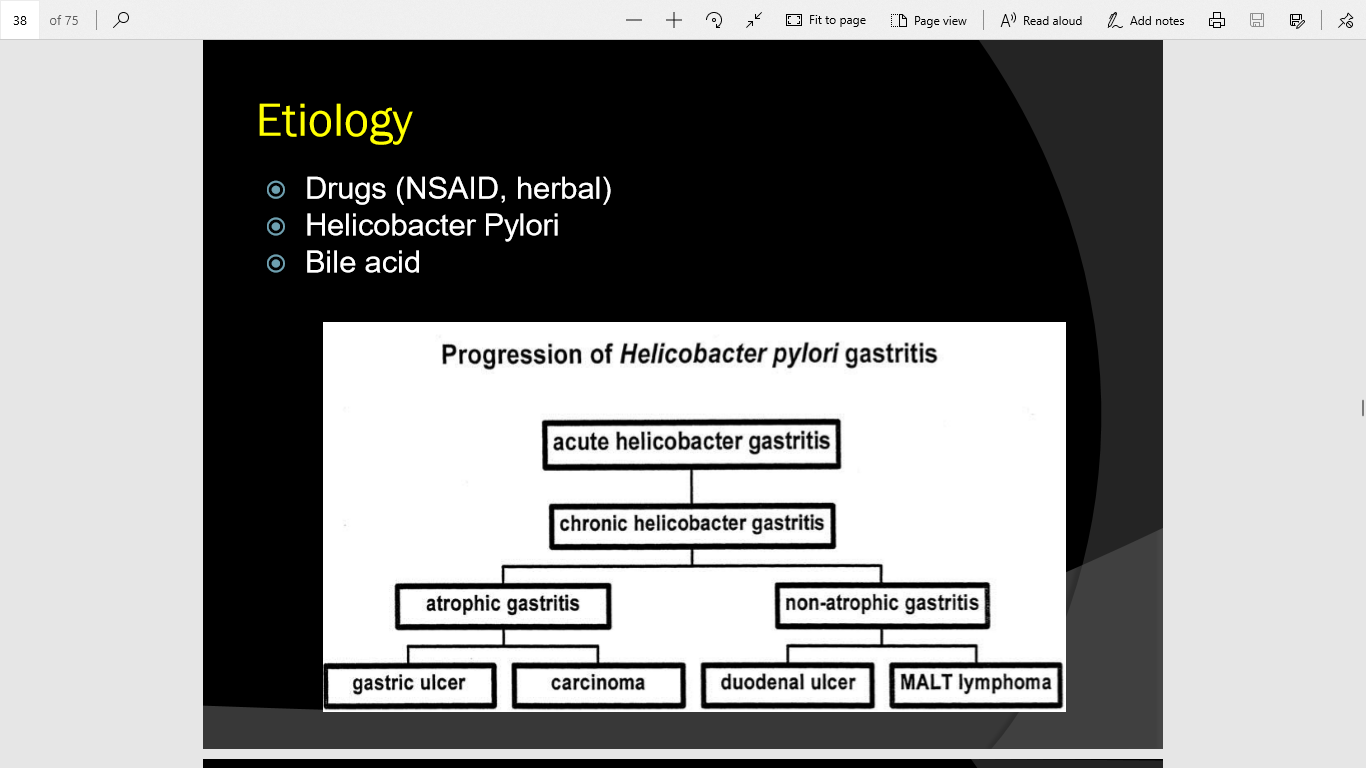 38 of 75 Fit to page Page view Read aloud Add notes
Etiology
Drugs (NSAID, herbal)
Helicobacter Pylori
Bile acid
Progression of Helicobacter pylori gastritis
acute helicobacter gastritis
chronic helicobacter gastritis
atrophic gastritis
non-atrophic gastritis
gastric ulcer
carcinoma
duodenal ulcer
MALT lymphoma